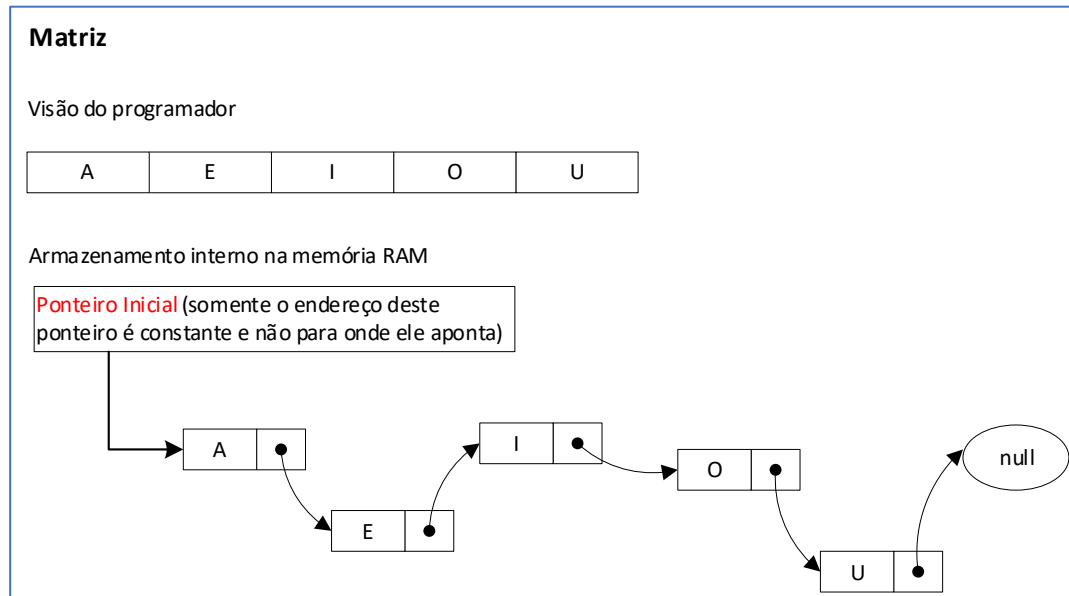 Matriz
Visão do programador
A E I O U
Armazenamento interno na memória RAM
Ponteiro Inicial (somente o endereço deste
ponteiro é constante e não para onde ele aponta)
A
E
I
O
U
null